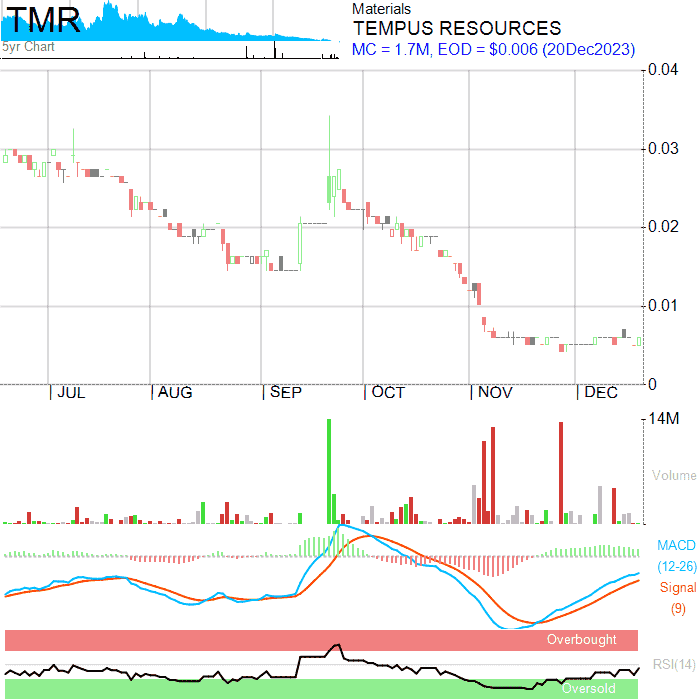 TMR
5yr Chart
Materials
TEMPUS RESOURCES
MC = 1.7M, EOD = $0.006 (20Dec2023)
0.04
0.03
0.02
0.01
0
| JUL | AUG | SEP | OCT | NOV | DEC
14M
Volume
MACD
(12-26)
Signal
(9)
Overbought
RSI(14)
Oversold